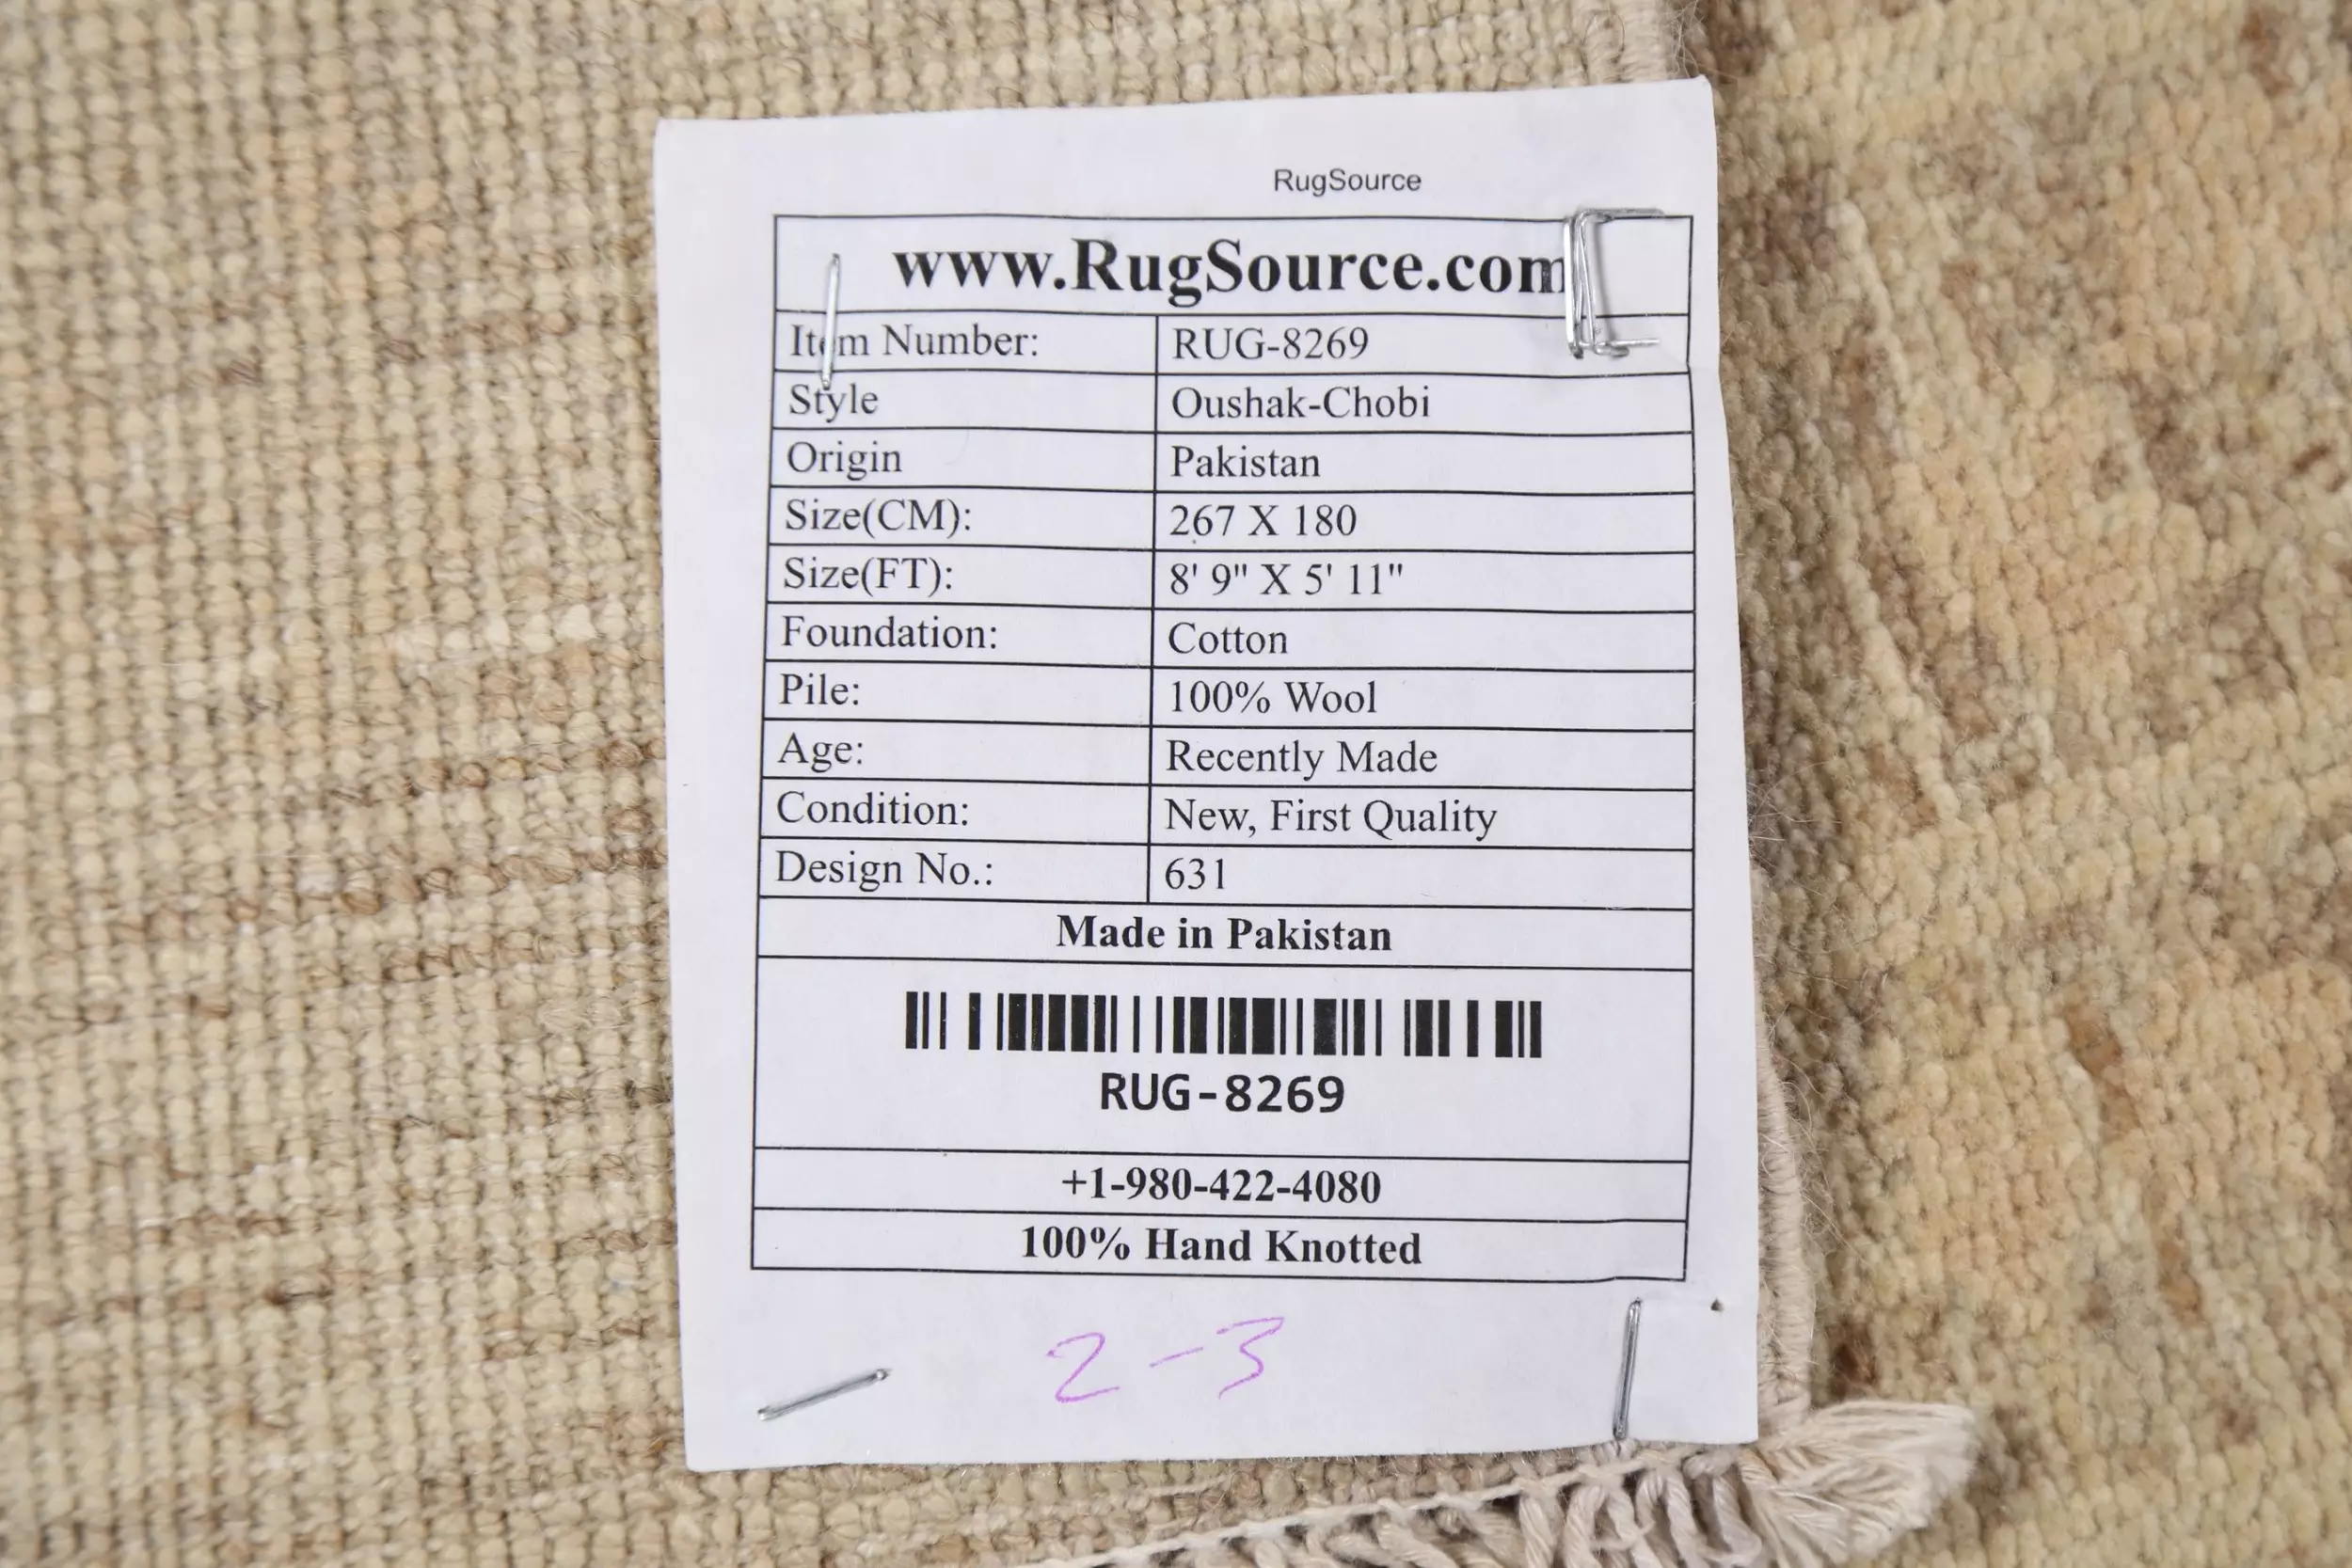 RugSource
www.RugSource.com
Item Number: RUG-8269
Style Oushak-Chobi
Origin Pakistan
Size(CM): 267 X 180
Size(FT): 8' 9" X 5' 11"
Foundation: Cotton
Pile: 100% Wool
Age: Recently Made
Condition: New, First Quality
Design No.: 631
Made in Pakistan
RUG-8269
+1-980-422-4080
100% Hand Knotted
2-3